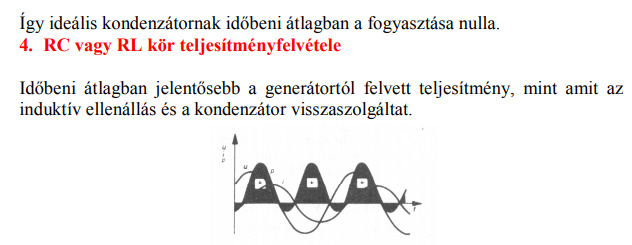 Így ideális kondenzátornak időbeni átlagban a fogyasztása nulla.
4. RC vagy RL kör teljesítményfelvétele
Időbeni átlagban jelentősebb a generátortól felvett teljesítmény, mint amit az
induktív ellenállás és a kondenzátor visszaszolgáltat.
u
i
p
u
p
i
+
+
+
t